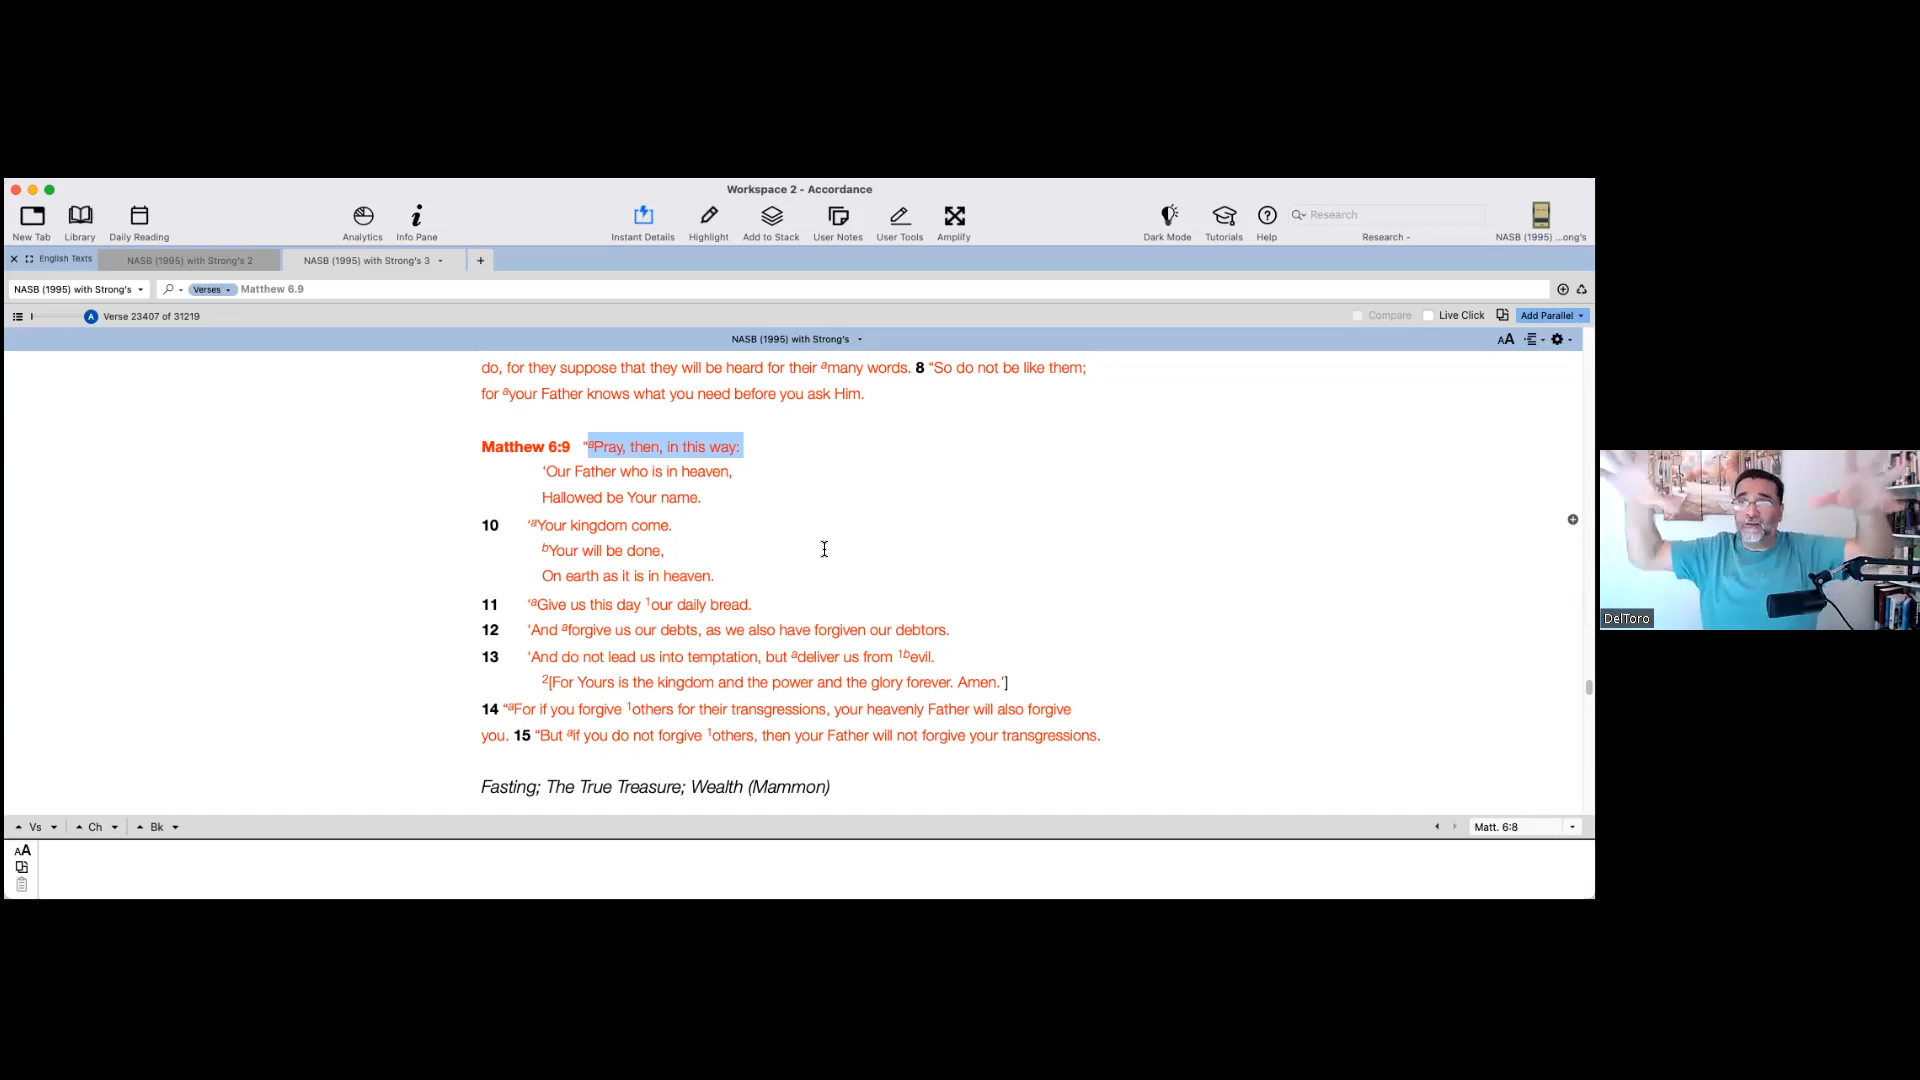 Workspace 2 - Accordance
New Tab Library Daily Reading Analytics Info Pane Instant Details Highlight Add to Stack User Notes User Tools Amplify Dark Mode Tutorials Help Research Research - NASB (1995) ...ong's
English Texts NASB (1995) with Strong's 2 NASB (1995) with Strong's 3 +
NASB (1995) with Strong's Verses Matthew 6.9
A Verse 23407 of 31219 Compare Live Click Add Parallel
NASB (1995) with Strong's AA
do, for they suppose that they will be heard for their amany words. 8 “So do not be like them;
for ayour Father knows what you need before you ask Him.
Matthew 6:9 “aPray, then, in this way:
‘Our Father who is in heaven,
Hallowed be Your name.
10 ‘aYour kingdom come.
bYour will be done,
On earth as it is in heaven.
11 ‘aGive us this day 1our daily bread.
12 ‘And aforgive us our debts, as we also have forgiven our debtors.
13 ‘And do not lead us into temptation, but adeliver us from 1bevil.
2[For Yours is the kingdom and the power and the glory forever. Amen.’]
14 “aFor if you forgive 1others for their transgressions, your heavenly Father will also forgive
you. 15 “But aif you do not forgive 1others, then your Father will not forgive your transgressions.
Fasting; The True Treasure; Wealth (Mammon)
Vs Ch Bk Matt. 6:8
AA
DelToro